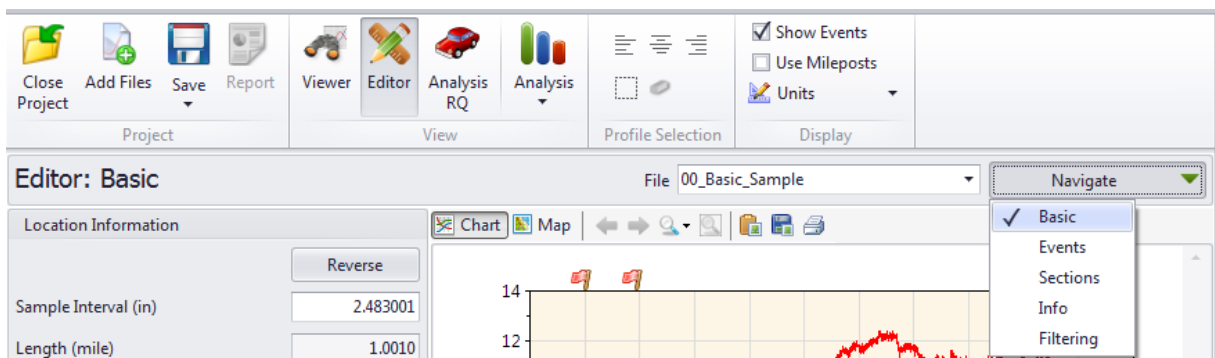 Show Events
Use Mileposts
Close Project
Add Files
Save
Report
Viewer
Editor
Analysis RQ
Analysis
Units
Project
View
Profile Selection
Display
Editor: Basic
File 00_Basic_Sample
Navigate
Location Information
Chart
Map
Basic
Events
Sections
Info
Filtering
Reverse
Sample Interval (in) 2.483001
Length (mile) 1.0010
14
12